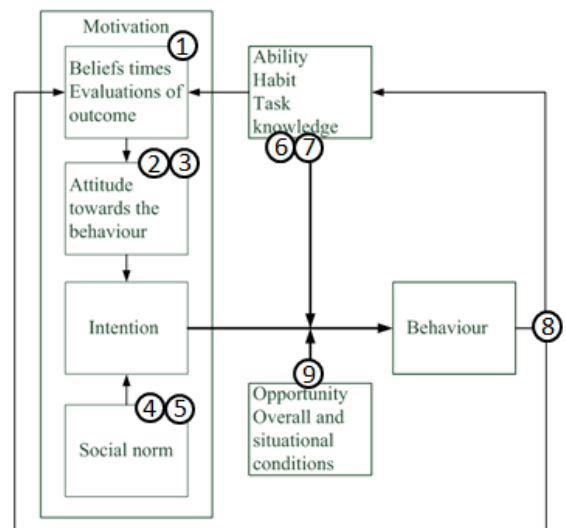 Motivation
①
Beliefs times
Evaluations of
outcome
② ③
Attitude
towards the
behaviour
Intention
④ ⑤
Social norm
Ability
Habit
Task
knowledge
⑥ ⑦
Behaviour
⑧
⑨
Opportunity
Overall and
situational
conditions